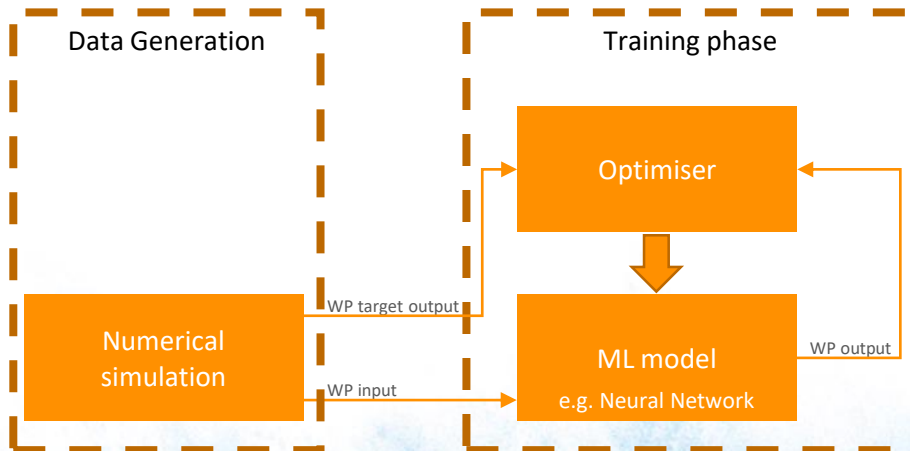 Data Generation
Training phase
Optimiser
WP target output
Numerical
simulation
WP input
ML model
e.g. Neural Network
WP output